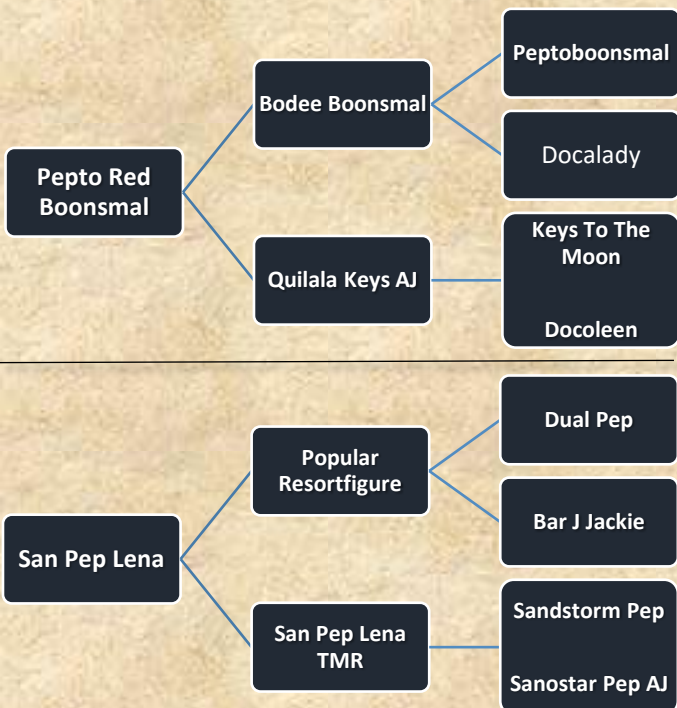 Pepto Red
Boonsmal
Bodee Boonsmal
Peptoboonsmal
Docalady
Quilala Keys AJ
Keys To The
Moon
Docoleen
San Pep Lena
Popular
Resortfigure
Dual Pep
Bar J Jackie
San Pep Lena
TMR
Sandstorm Pep
Sanostar Pep AJ